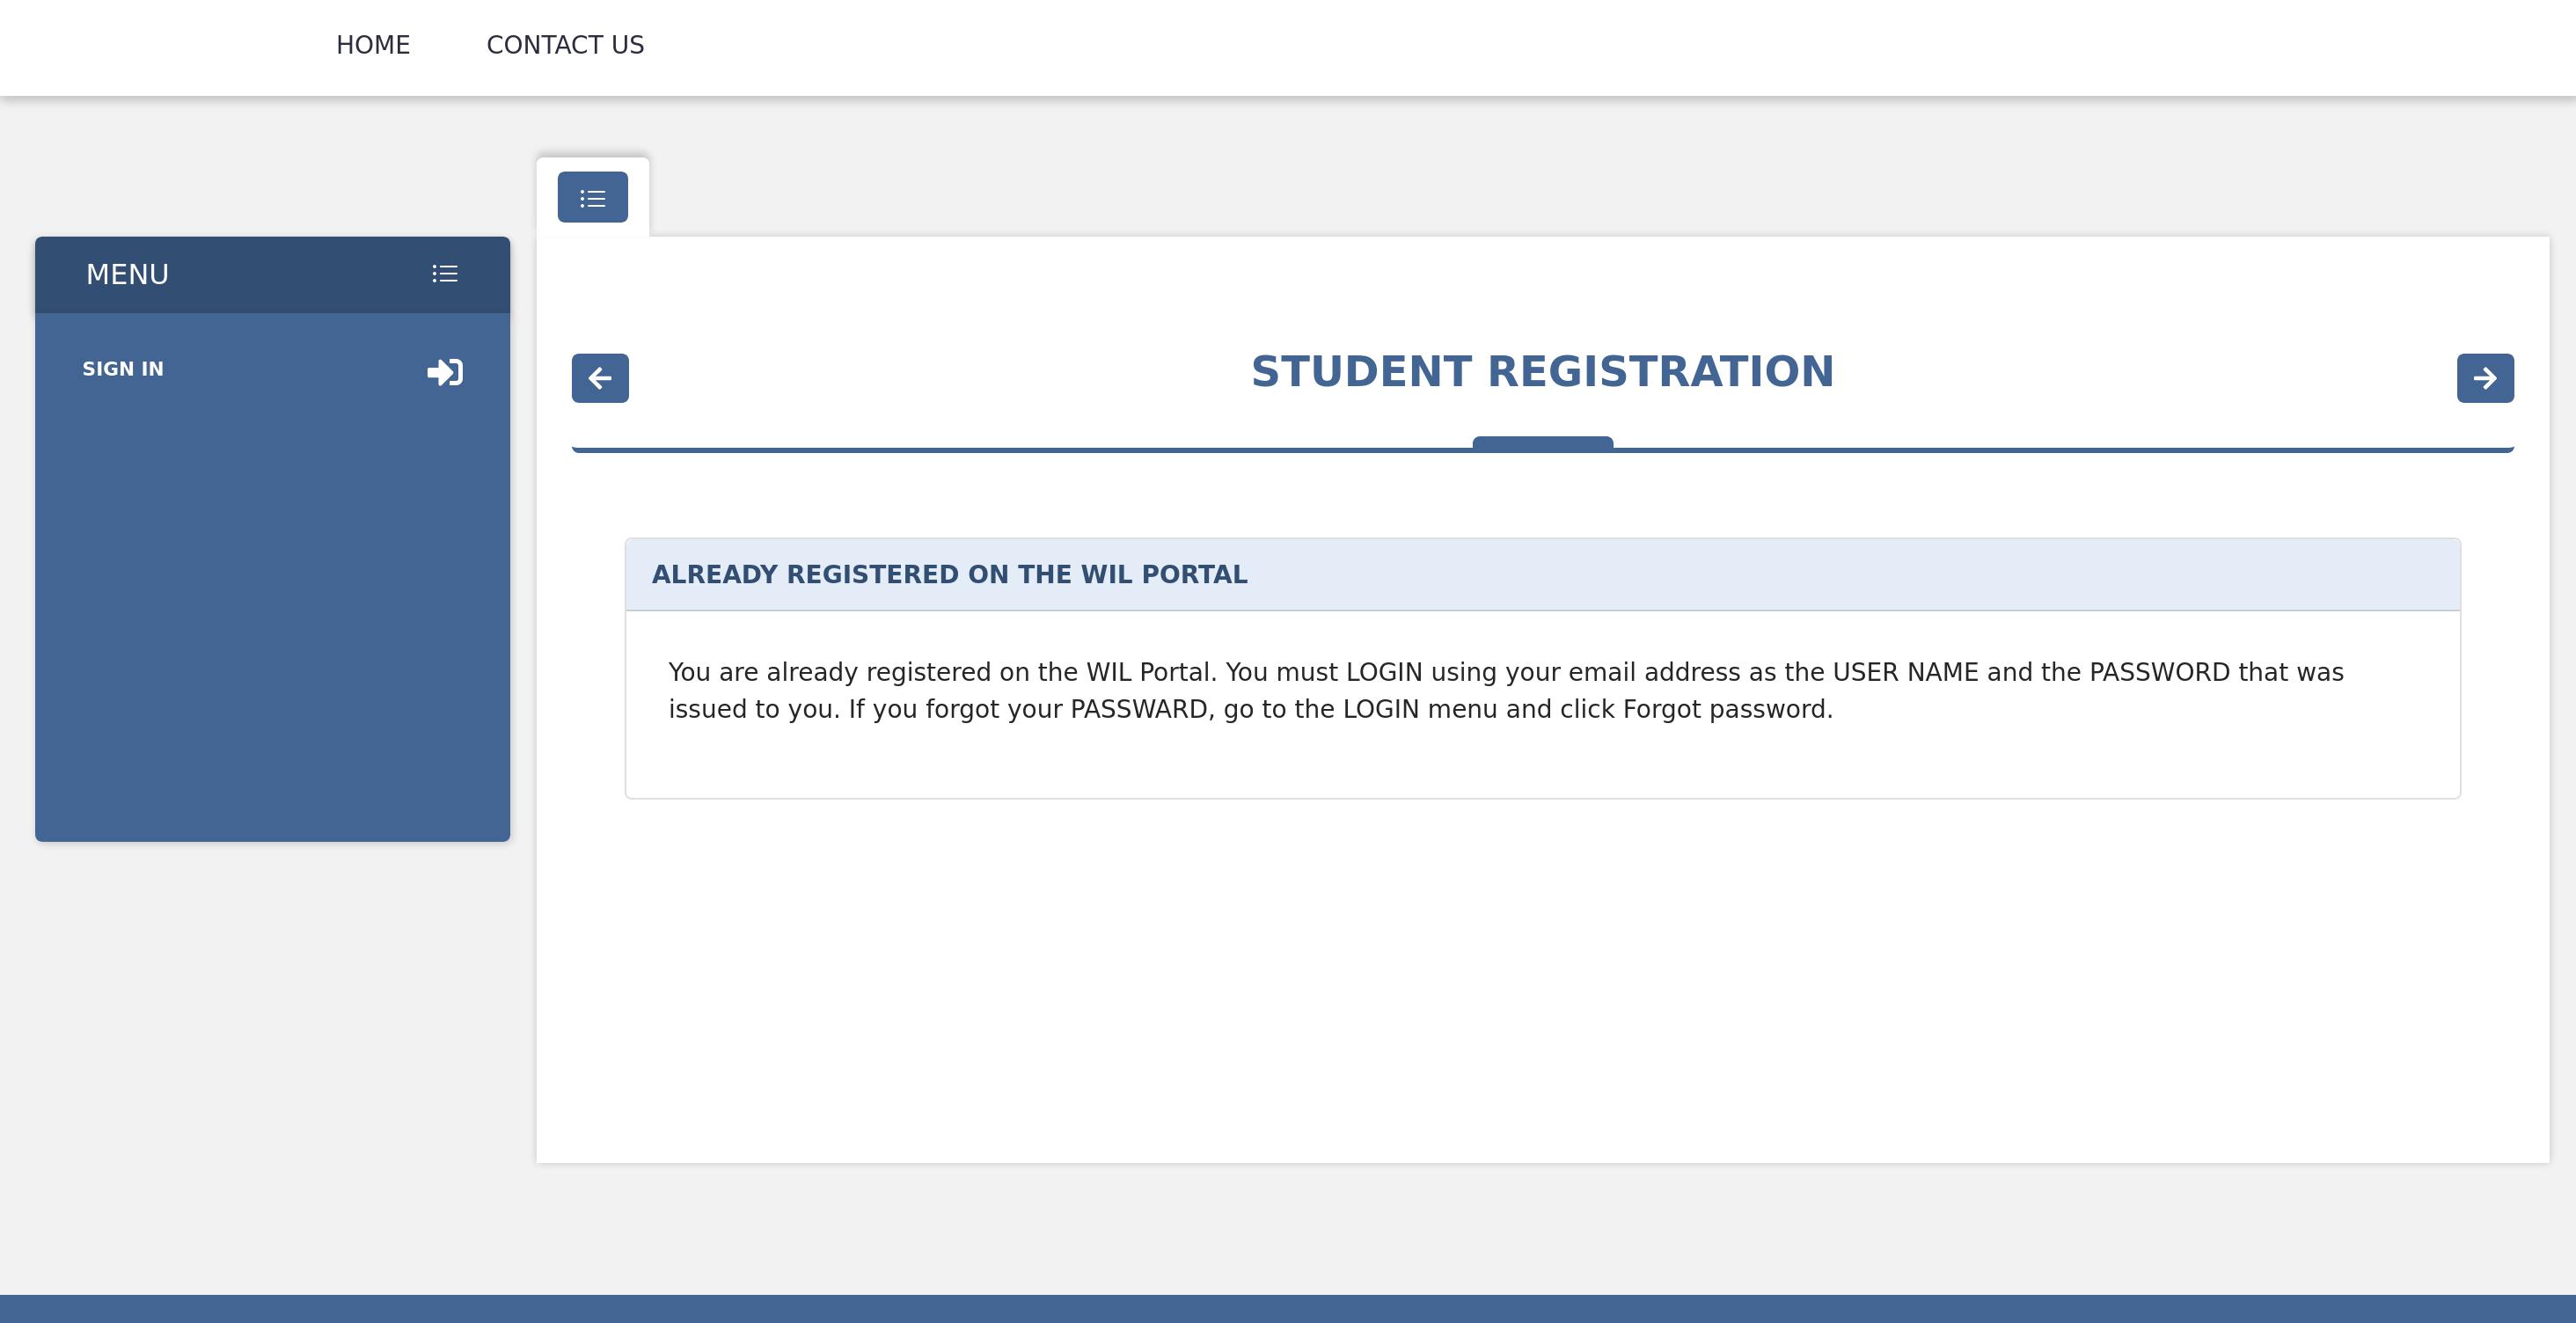 HOME CONTACT US
MENU
SIGN IN
STUDENT REGISTRATION
ALREADY REGISTERED ON THE WIL PORTAL
You are already registered on the WIL Portal. You must LOGIN using your email address as the USER NAME and the PASSWORD that was
issued to you. If you forgot your PASSWARD, go to the LOGIN menu and click Forgot password.